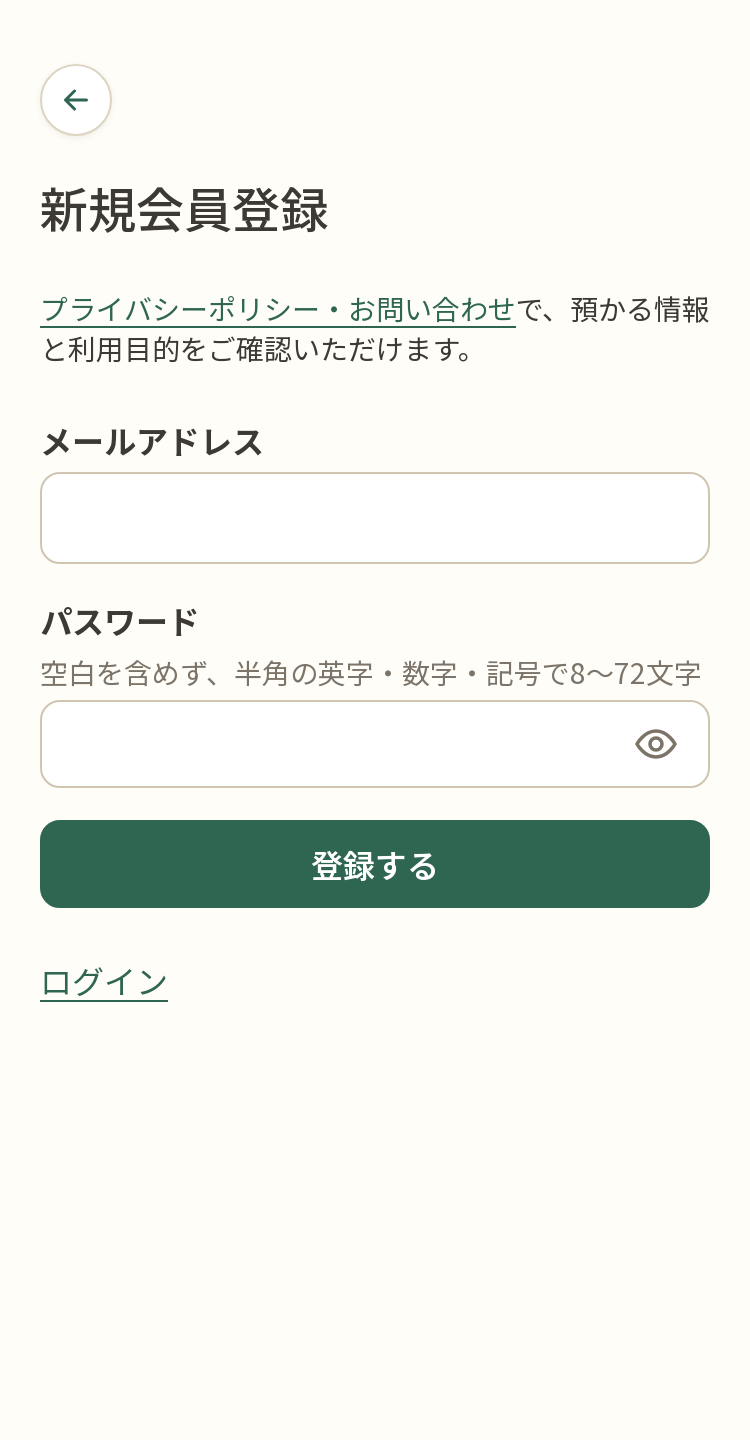 新規会員登録
プライバシーポリシー・お問い合わせで、預かる情報
と利用目的をご確認いただけます。
メールアドレス
パスワード
空白を含めず、半角の英字・数字・記号で8〜72文字
登録する
ログイン